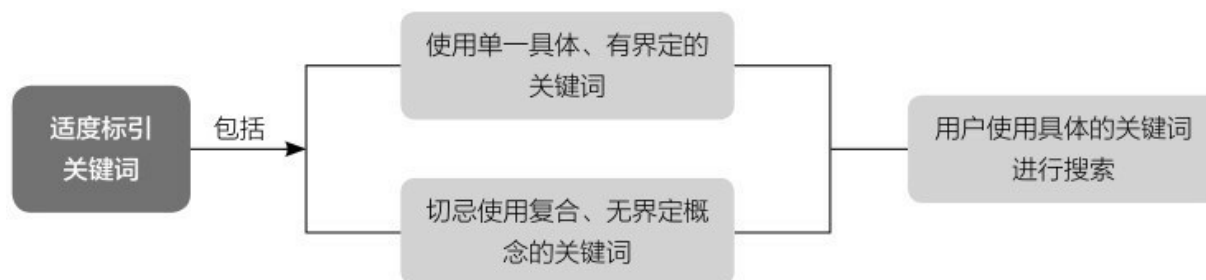 适度标引
关键词
包括
使用单一具体、有界定的
关键词
切忌使用复合、无界定概
念的关键词
用户使用具体的关键词
进行搜索